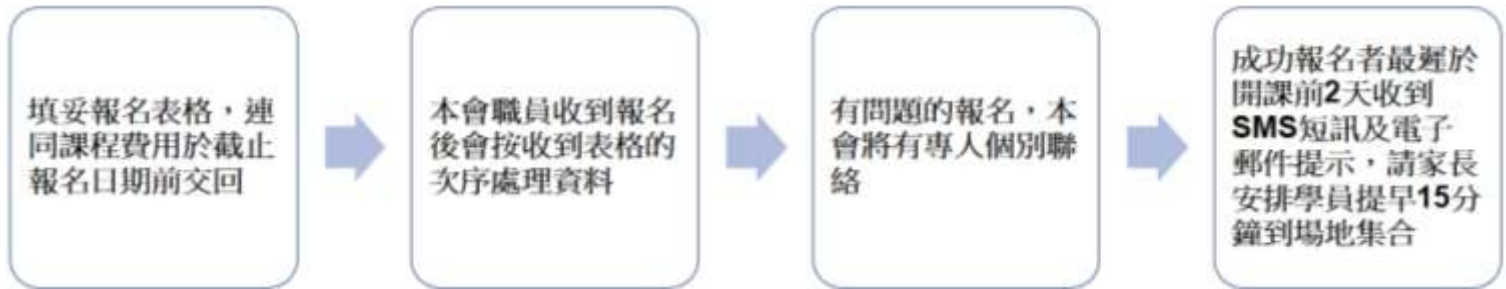 填妥報名表格，連
同課程費用於截止
報名日期前交回
本會職員收到報名
後會按收到表格的
次序處理資料
有問題的報名，本
會將有專人個別聯
絡
成功報名者最遲於
開課前2天收到
SMS短訊及電子
郵件提示，請家長
安排學員提早15分
鐘到場地集合